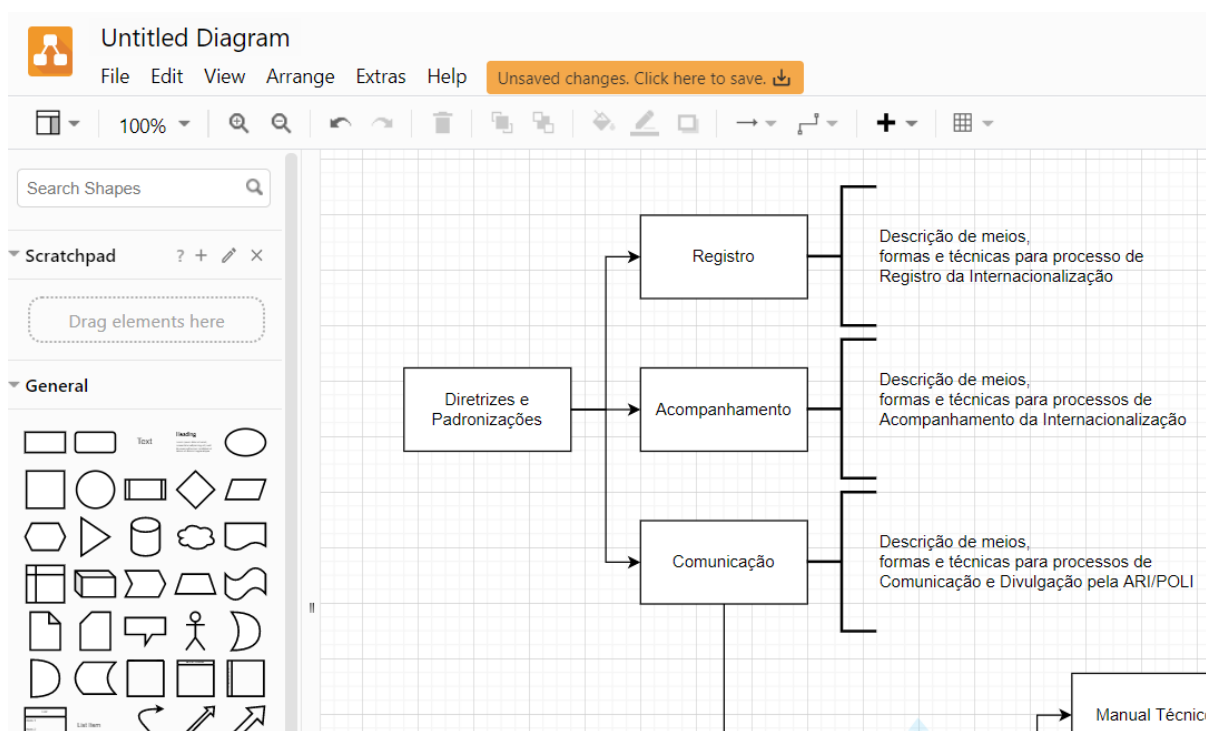 Untitled Diagram
File Edit View Arrange Extras Help Unsaved changes. Click here to save.
100%
Search Shapes
Scratchpad ? +
Drag elements here
General
Text
Heading
List Item
Registro
Descrição de meios,
formas e técnicas para processo de
Registro da Internacionalização
Diretrizes e
Padronizações
Acompanhamento
Descrição de meios,
formas e técnicas para processos de
Acompanhamento da Internacionalização
Comunicação
Descrição de meios,
formas e técnicas para processos de
Comunicação e Divulgação pela ARI/POLI
Manual Técnico